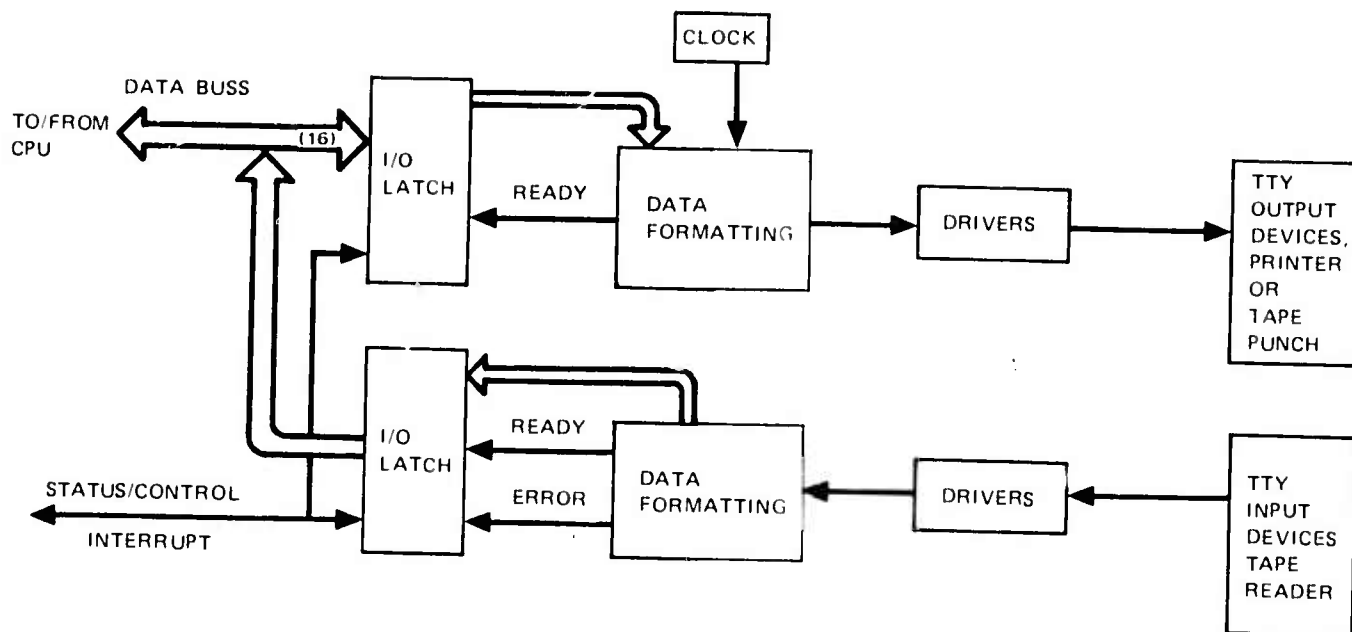 CLOCK
DATA BUSS
TO/FROM
CPU
(16)
I/O
LATCH
READY
DATA
FORMATTING
DRIVERS
TTY
OUTPUT
DEVICES,
PRINTER
OR
TAPE
PUNCH
I/O
LATCH
READY
ERROR
DATA
FORMATTING
DRIVERS
TTY
INPUT
DEVICES
TAPE
READER
STATUS/CONTROL
INTERRUPT